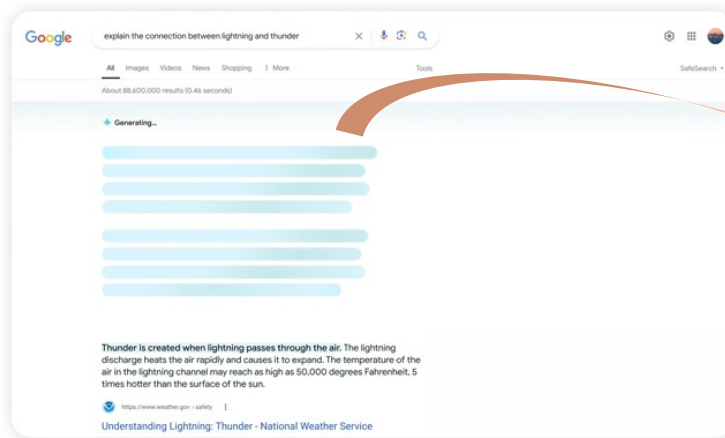 Google
explain the connection between lightning and thunder
All Images Videos News Shopping More Tools SafeSearch
About 88,600,000 results (0.46 seconds)
Generating...
Thunder is created when lightning passes through the air. The lightning
discharge heats the air rapidly and causes it to expand. The temperature of the
air in the lightning channel may reach as high as 50,000 degrees Fahrenheit, 5
times hotter than the surface of the sun.
https://www.weather.gov › safety
Understanding Lightning: Thunder - National Weather Service